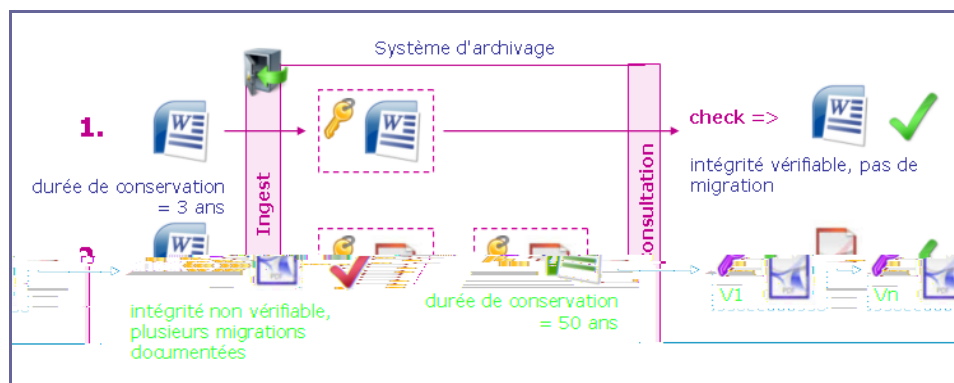 Système d'archivage
1.
check =>
durée de conservation
= 3 ans
Ingest
intégrité vérifiable, pas de
migration
onsultation
intégrité non vérifiable,
plusieurs migrations
documentées
durée de conservation
= 50 ans
V1
Vn